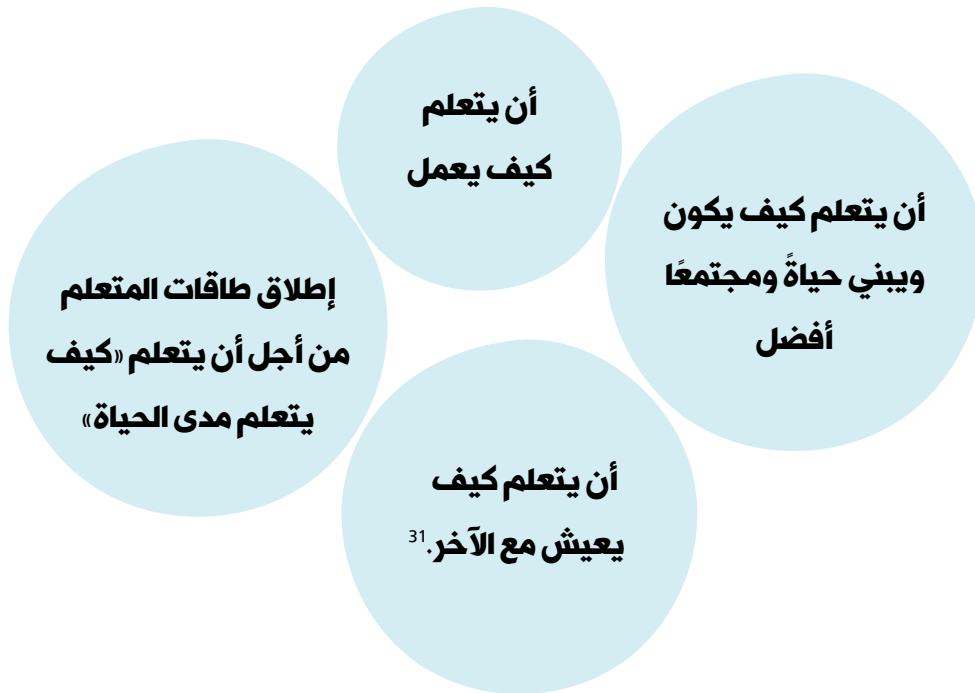 أن يتعلم
كيف يعمل
أن يتعلم كيف يكون
ويبني حياةً ومجتمعًا
أفضل
إطلاق طاقات المتعلم
من أجل أن يتعلم «كيف
يتعلم مدى الحياة»
أن يتعلم كيف
يعيش مع الآخر.31